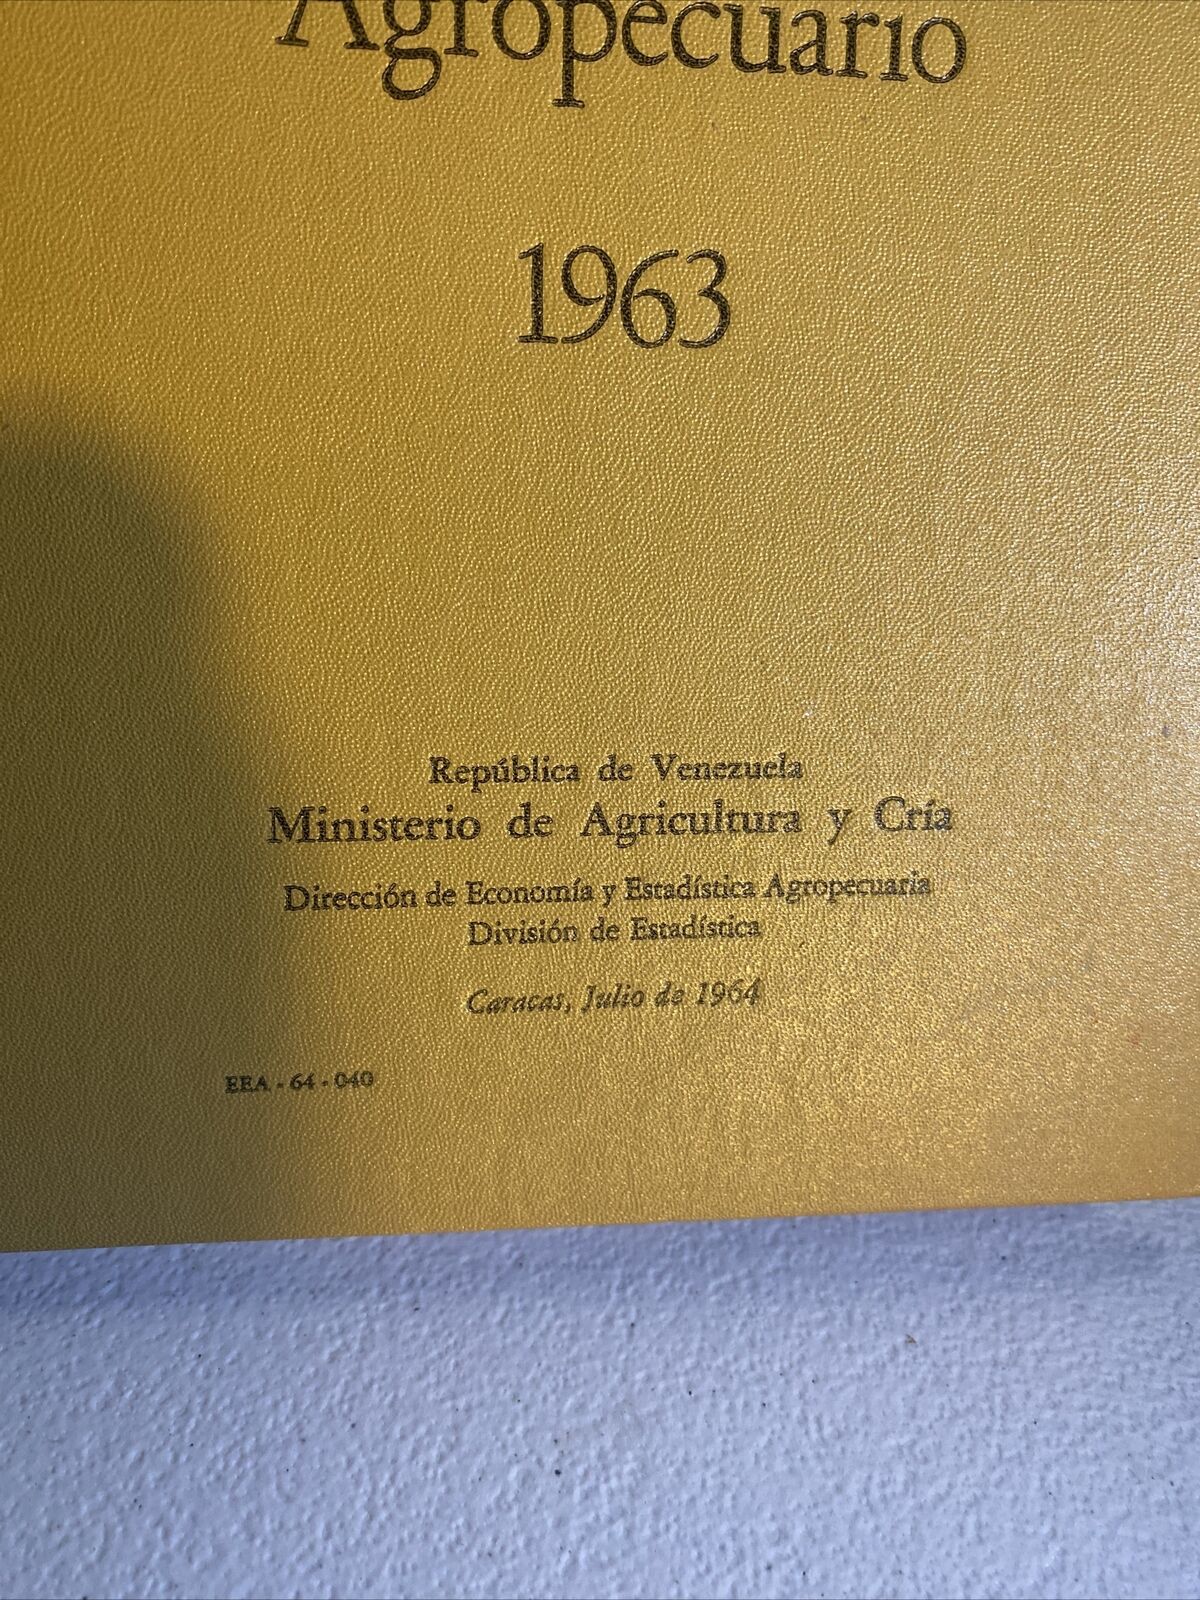 Agropecuario
1963
República de Venezuela
Ministerio de Agricultura y Cría
Dirección de Economía y Estadística Agropecuaria
División de Estadística
Caracas, Julio de 1964
EEA - 64 - 040